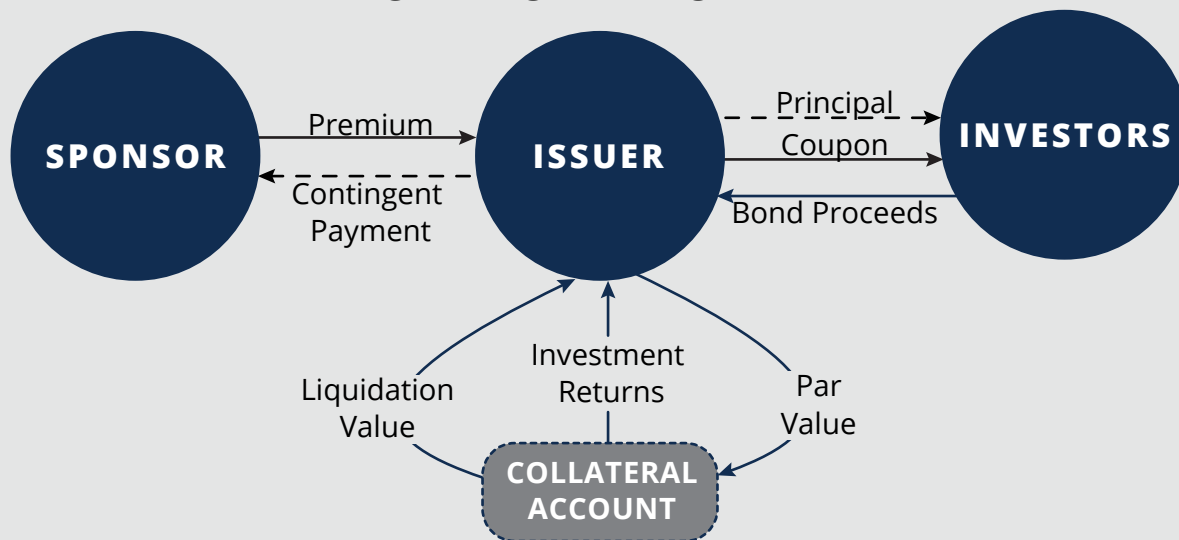 Premium
SPONSOR
Contingent
Payment
ISSUER
Principal
Coupon
Bond Proceeds
INVESTORS
Liquidation
Value
Investment
Returns
Par
Value
COLLATERAL
ACCOUNT